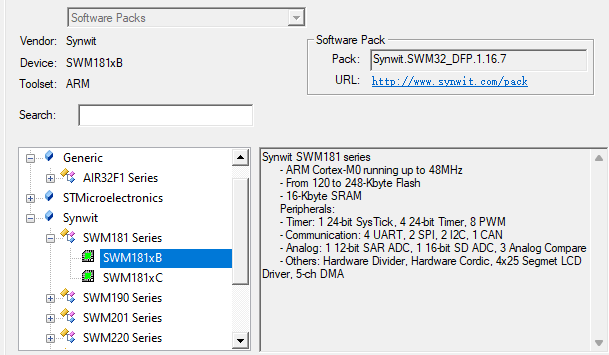 Software Packs
Vendor: Synwit
Device: SWM181xB
Toolset: ARM
Search:
Software Pack
Pack: Synwit.SWM32_DFP.1.16.7
URL: http://www.synwit.com/pack
Generic
AIR32F1 Series
STMicroelectronics
Synwit
SWM181 Series
SWM181xB
SWM181xC
SWM190 Series
SWM201 Series
SWM220 Series
Synwit SWM181 series
- ARM Cortex-M0 running up to 48MHz
- From 120 to 248-Kbyte Flash
- 16-Kbyte SRAM
Peripherals:
- Timer: 1 24-bit SysTick, 4 24-bit Timer, 8 PWM
- Communication: 4 UART, 2 SPI, 2 I2C, 1 CAN
- Analog: 1 12-bit SAR ADC, 1 16-bit SD ADC, 3 Analog Compare
- Others: Hardware Divider, Hardware Cordic, 4x25 Segmet LCD
Driver, 5-ch DMA